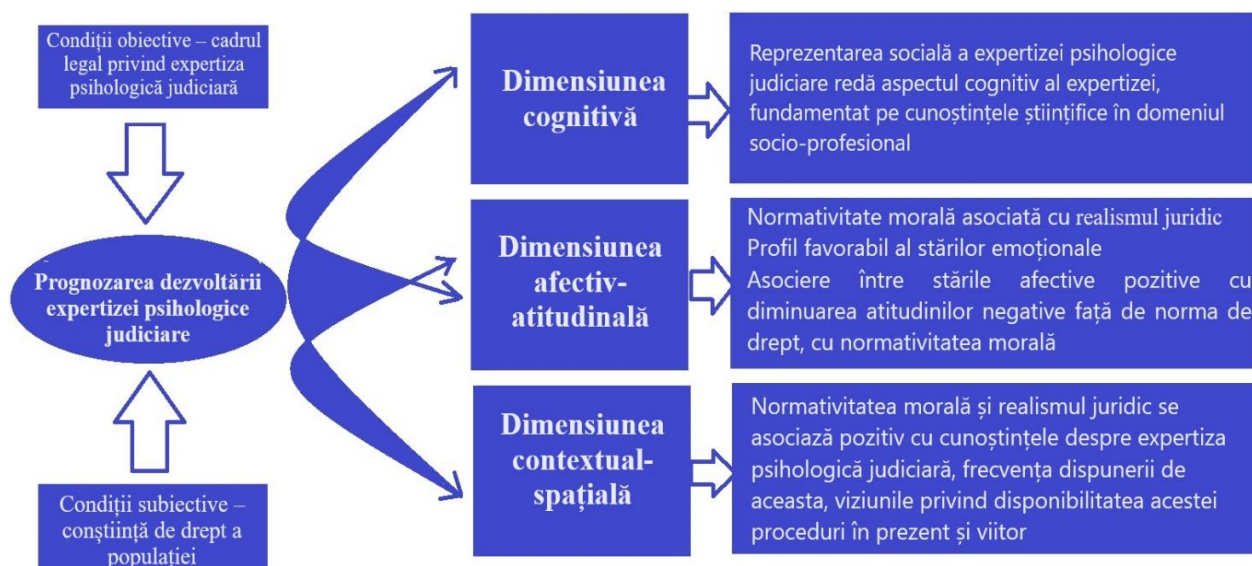 Condiții obiective – cadrul
legal privind expertiza
psihologică judiciară
Prognozarea dezvoltării
expertizei psihologice
judiciare
Condiții subiective –
conștiință de drept a
populației
Dimensiunea
cognitivă
Reprezentarea socială a expertizei psihologice
judiciare redă aspectul cognitiv al expertizei,
fundamentat pe cunoștințele științifice în domeniul
socio-profesional
Dimensiunea
afectiv-
atitudinală
Normativitate morală asociată cu realismul juridic
Profil favorabil al stărilor emoționale
Asociere între stările afective pozitive cu
diminuarea atitudinilor negative față de norma de
drept, cu normativitatea morală
Dimensiunea
contextual-
spațială
Normativitatea morală și realismul juridic se
asociază pozitiv cu cunoștințele despre expertiza
psihologică judiciară, frecvența dispunerii de
aceasta, viziunile privind disponibilitatea acestei
proceduri în prezent și viitor